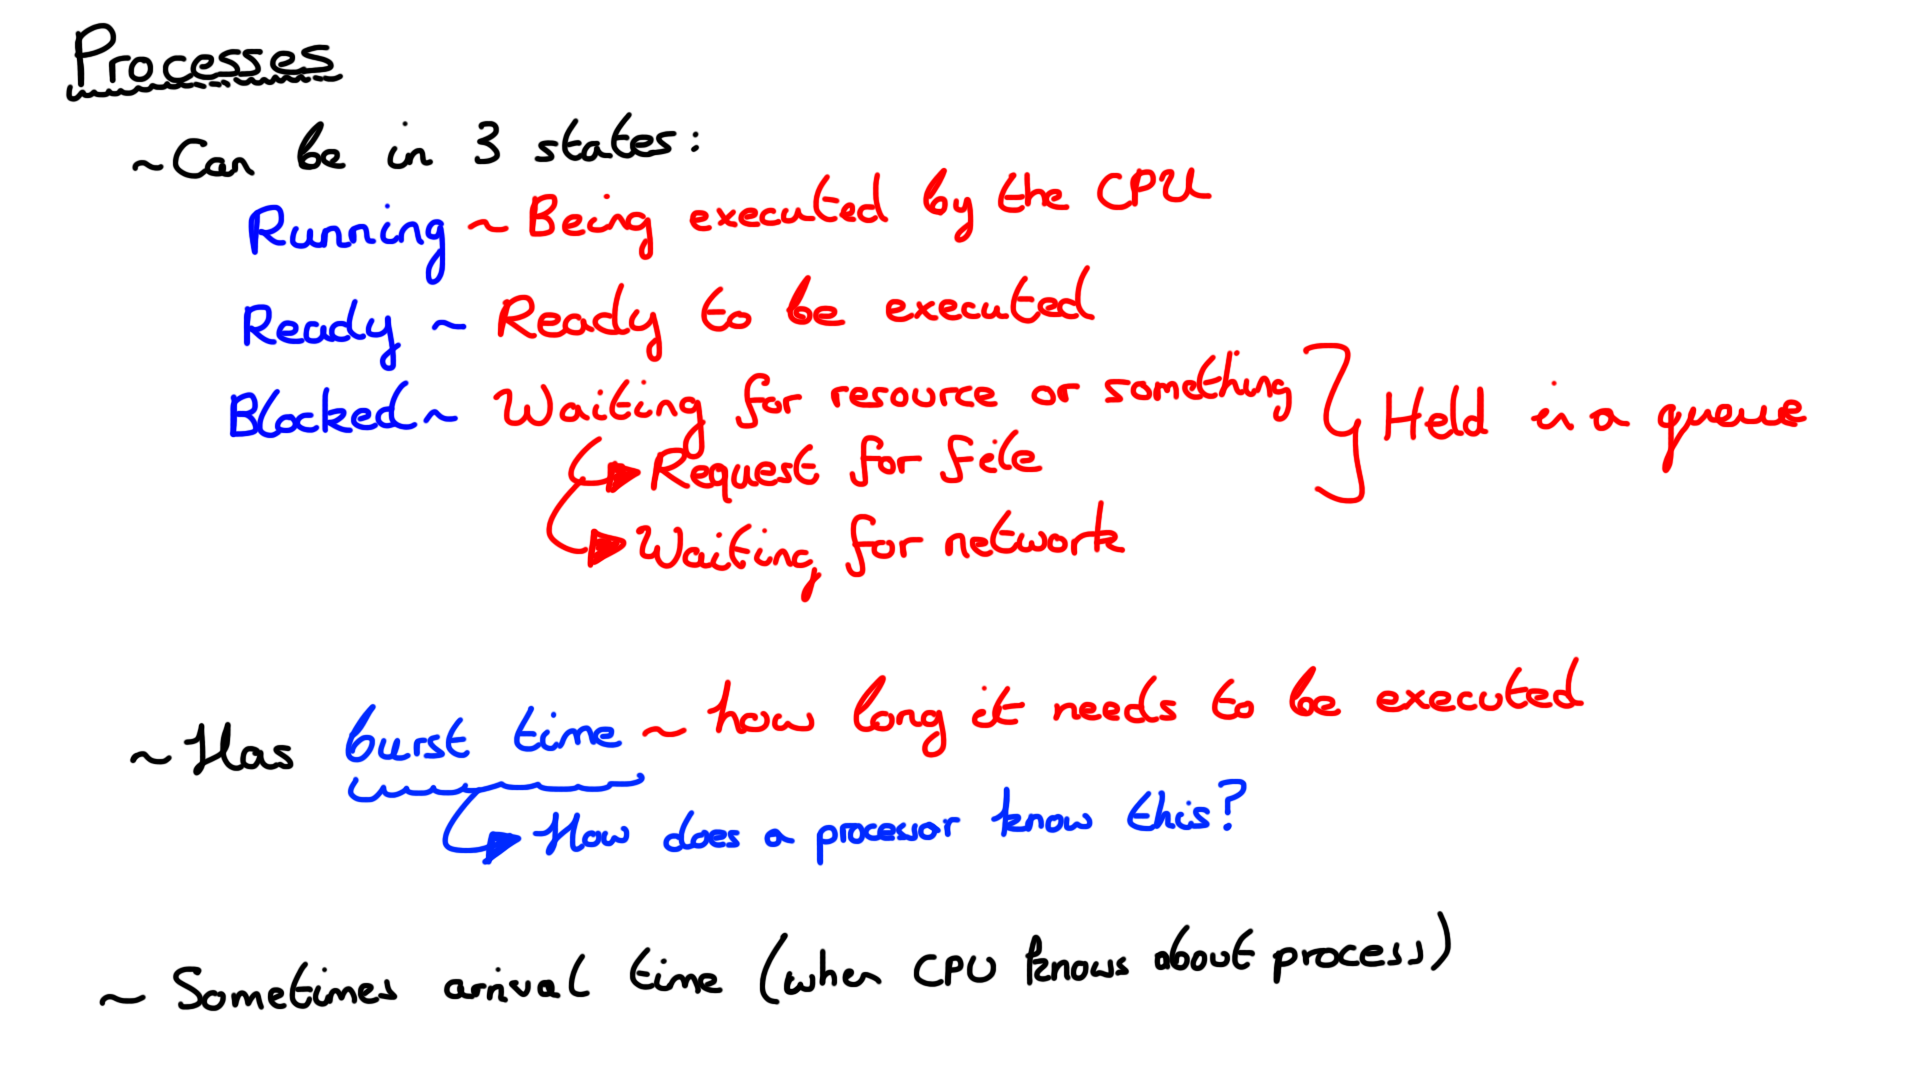 Processes
~Can be in 3 states:
Running ~ Being executed by the CPU
Ready ~ Ready to be executed
Blocked ~ Waiting for resource or something } Held in a queue
Request for file
Waiting for network
~Has burst time ~ how long it needs to be executed
How does a processor know this?
~ Sometimes arrival time (when CPU knows about process)